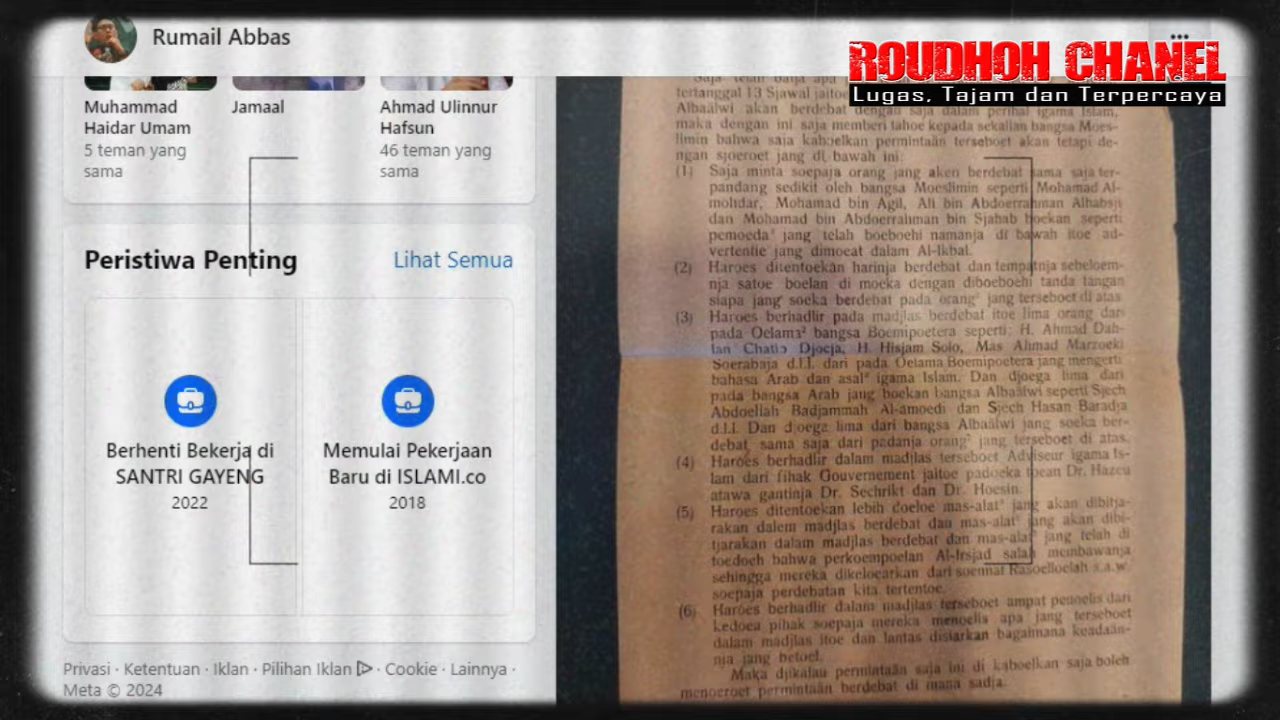 Rumail Abbas
...
ROUDHOH CHANEL
Lugas, Tajam dan Terpercaya
Muhammad
Haidar Umam
5 teman yang
sama
Jamaal
Ahmad Ulinnur
Hafsun
46 teman yang
sama
Peristiwa Penting
Lihat Semua
Berhenti Bekerja di
SANTRI GAYENG
2022
Memulai Pekerjaan
Baru di ISLAMI.co
2018
Privasi · Ketentuan · Iklan · Pilihan Iklan · Cookie · Lainnya ·
Meta © 2024
Saja telah batja apa
tertanggal 13 Sjawal jaitoe
Albaälwi akan berdebat dengan saja dalam perihal igama Islam,
maka dengan ini saja memberi tahoe kepada sekalian bangsa Moes-
limin bahwa saja kaboelkan permintaän terseboet akan tetapi de-
ngan sjoeroet jang di bawah ini:
(1) Saja minta soepaja orang jang aken berdebat sama saja ter-
pandang sedikit oleh bangsa Moeslimin seperti Mohamad Al-
mohdar, Mohamad bin Agil, Ali bin Abdoerrahman Alhabsji
dan Mohamad bin Abdoerrahman bin Sjahab boekan seperti
pemoeda² jang telah boeboehi namanja di bawah itoe ad-
vertentie jang dimoeat dalam Al-Ikbal.
(2) Haroes ditentoekan harinja berdebat dan tempatnja sebeloem-
nja satoe boelan di moeka dengan diboeboehi tanda tangan
siapa jang soeka berdebat pada orang² jang terseboet di atas.
(3) Haroes berhadlir pada madjlas berdebat itoe lima orang dari
pada Oelama² bangsa Boemipoetera seperti; H. Ahmad Dah-
lan Chatib Djocja, H. Hisjam Solo, Mas Ahmad Marzoeki
Soerabaja d.l.l. dari pada Oelama Boemipoetera jang mengerti
bahasa Arab dan asal² igama Islam. Dan djoega lima dari
pada bangsa Arab jang boekan bangsa Albaälwi seperti Sjech
Abdoellah Badjammah Al-amoedi dan Sjech Hasan Baradja
d.l.l. Dan djoega lima dari bangsa Albaälwi jang soeka ber-
debat sama saja dari padanja orang² jang terseboet di atas.
(4) Haroes berhadlir dalam madjlas terseboet Adviseur igama Is-
lam dari fihak Gouvernement jaitoe padoeka toean Dr. Hazeu
atawa gantinja Dr. Sechrikt dan Dr. Hoesin.
(5) Haroes ditentoekan lebih doeloe mas-alat² jang akan dibitja-
rakan dalem madjlas berdebat dan mas-alat² jang akan dibi-
tjarakan dalam madjlas berdebat dan mas-alat² jang telah di
toedoeh bahwa perkoempoelan Al-Irsjad salah membawanja
sehingga mereka dikeloearkan dari soennat Rasoelloelah s.a.w.
soepaja perdebatan kita tertentoe.
(6) Haroes berhadlir dalam madjlas terseboet ampat penoelis dari
kedoea pihak soepaja mereka menoelis apa jang terseboet
dalam madjlas itoe dan lantas disiarkan bagaimana keadaän-
nja jang betoel.
Maka djikalau permintaän saja ini di kaboelkan saja boleh
menoeroet permintaän berdebat di mana sadja.